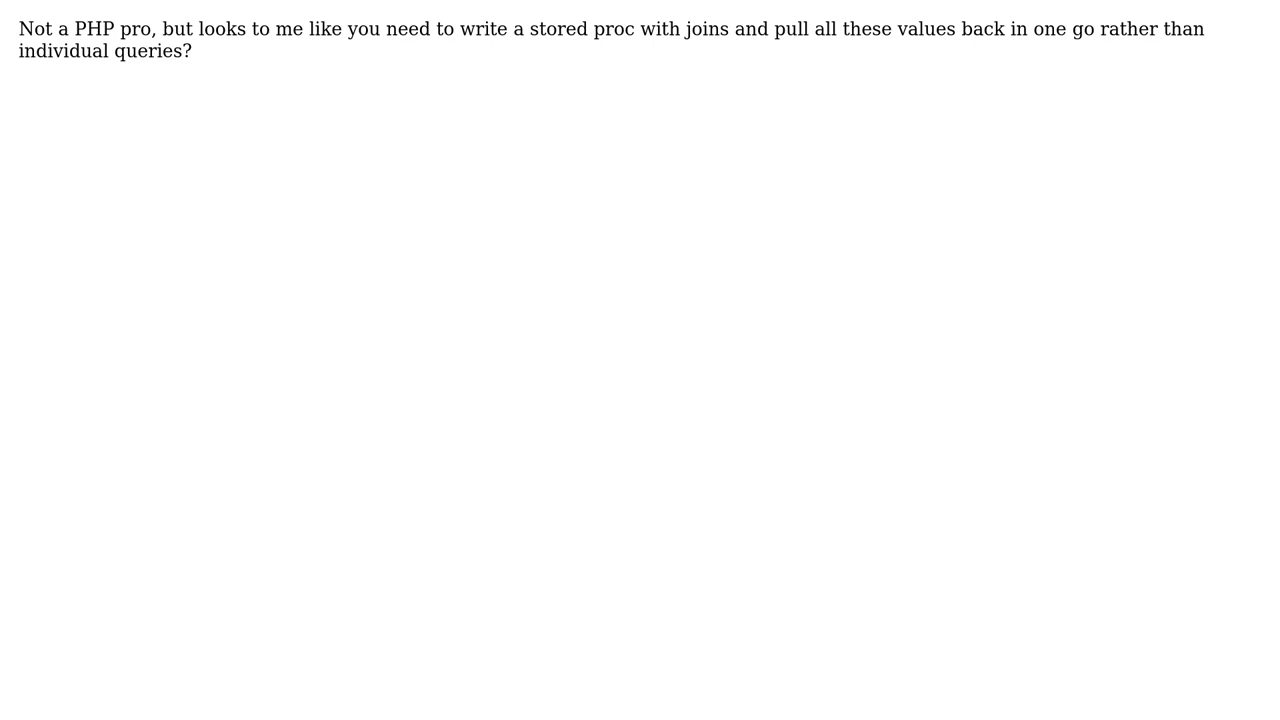 Not a PHP pro, but looks to me like you need to write a stored proc with joins and pull all these values back in one go rather than
individual queries?